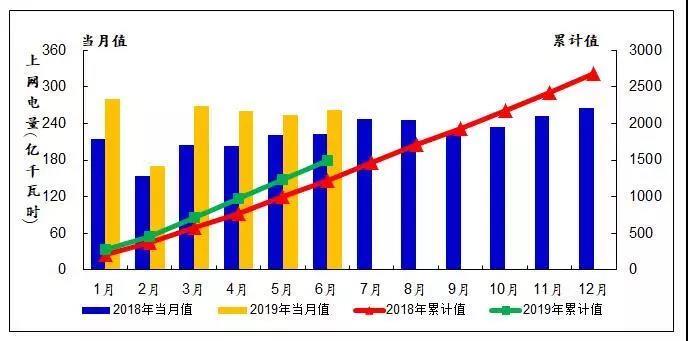 当月值 累计值
上网电量(亿千瓦时)
360 3000
300 2500
240 2000
180 1500
120 1000
60 500
0 0
1月 2月 3月 4月 5月 6月 7月 8月 9月 10月 11月 12月
2018年当月值 2019年当月值 2018年累计值 2019年累计值